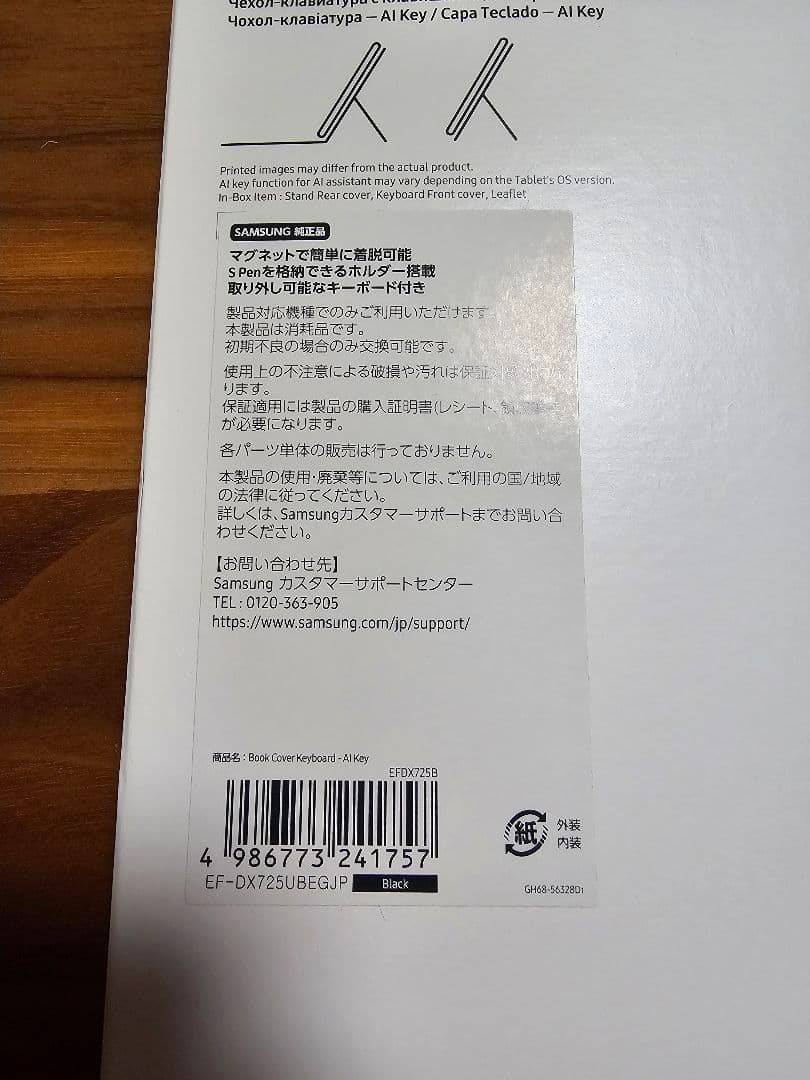 Чохол-клавіатура — AI Key / Capa Teclado — AI Key
Printed images may differ from the actual product.
AI key function for AI assistant may vary depending on the Tablet's OS version.
In-Box Item : Stand Rear cover, Keyboard Front cover, Leaflet
SAMSUNG 純正品
マグネットで簡単に着脱可能
S Penを格納できるホルダー搭載
取り外し可能なキーボード付き
製品対応機種でのみご利用いただけます
本製品は消耗品です。
初期不良の場合のみ交換可能です。
使用上の不注意による破損や汚れは保証
ります。
保証適用には製品の購入証明書(レシート、
が必要になります。
各パーツ単体の販売は行っておりません。
本製品の使用・廃棄等については、ご利用の国/地域
の法律に従ってください。
詳しくは、Samsungカスタマーサポートまでお問い合
わせください。
【お問い合わせ先】
Samsung カスタマーサポートセンター
TEL : 0120-363-905
https://www.samsung.com/jp/support/
商品名 : Book Cover Keyboard - AI Key
EFDX725B
4 986773 241757
EF-DX725UBEGJP Black
紙 外装
内装
GH68-56328D1